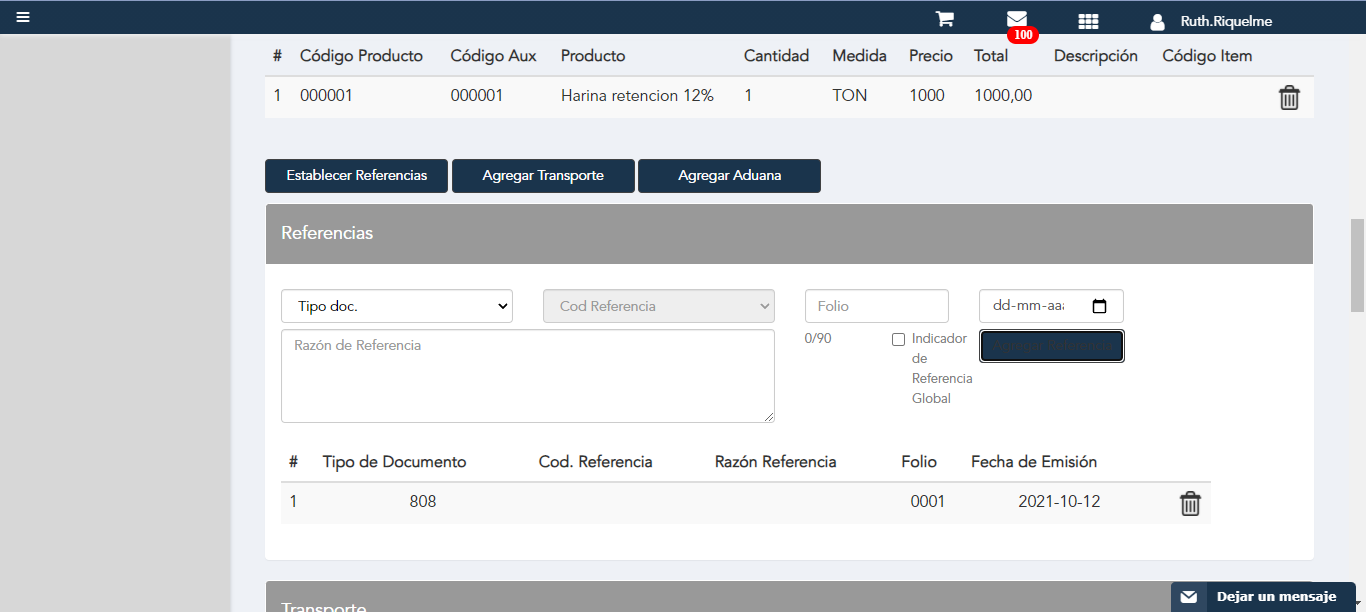 Ruth.Riquelme
100
# Código Producto Código Aux Producto Cantidad Medida Precio Total Descripción Código Item
1 000001 000001 Harina retencion 12% 1 TON 1000 1000,00
Establecer Referencias Agregar Transporte Agregar Aduana
Referencias
Tipo doc. Cod Referencia Folio dd-mm-aaa
Razón de Referencia 0/90 Indicador
de
Referencia
Global
# Tipo de Documento Cod. Referencia Razón Referencia Folio Fecha de Emisión
1 808 0001 2021-10-12
Transporte
Dejar un mensaje